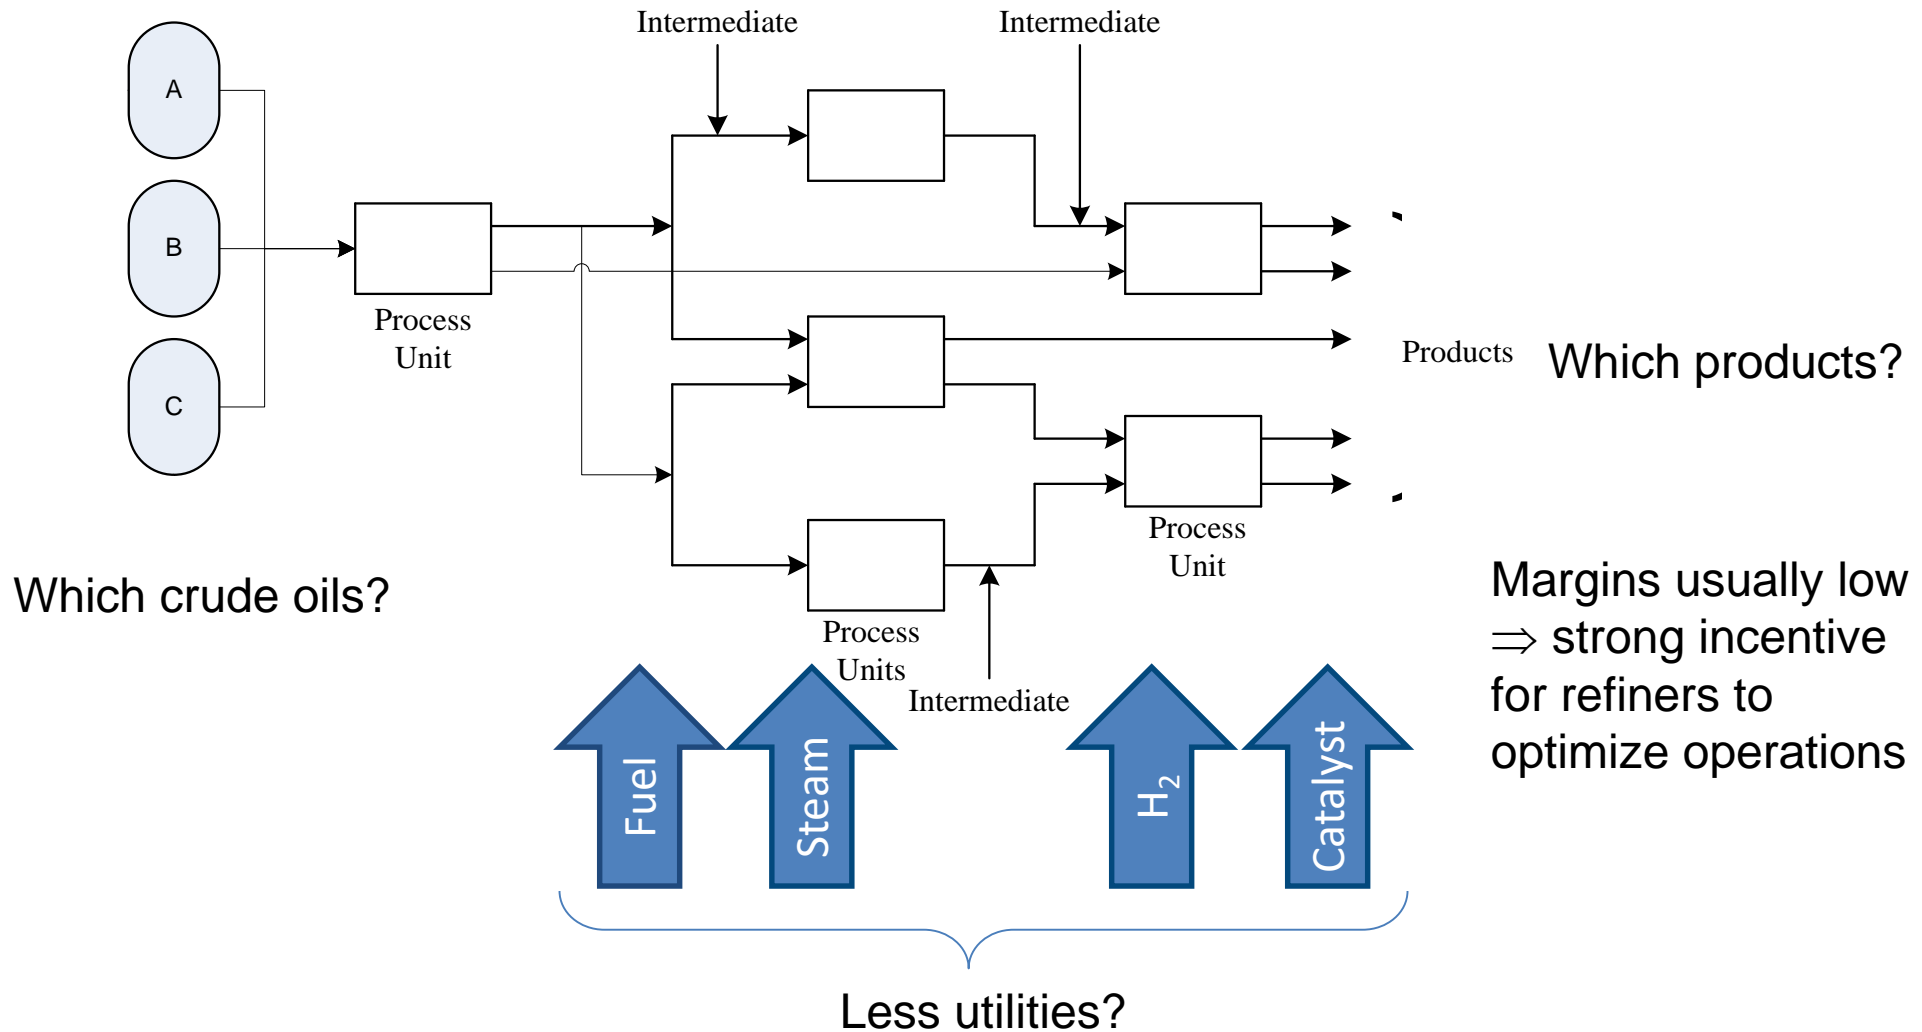 Intermediate
Intermediate
A
B
C
Process
Unit
Products
Which products?
Process
Unit
Which crude oils?
Process
Units
Intermediate
Margins usually low
⇒ strong incentive
for refiners to
optimize operations
Fuel
Steam
H₂
Catalyst
Less utilities?